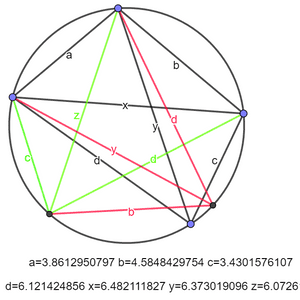 a
b
x
z
d
y
y
c
d
d
c
b
a=3.8612950797 b=4.5848429754 c=3.4301576107
d=6.121424856 x=6.482111827 y=6.373019096 z=6.0726